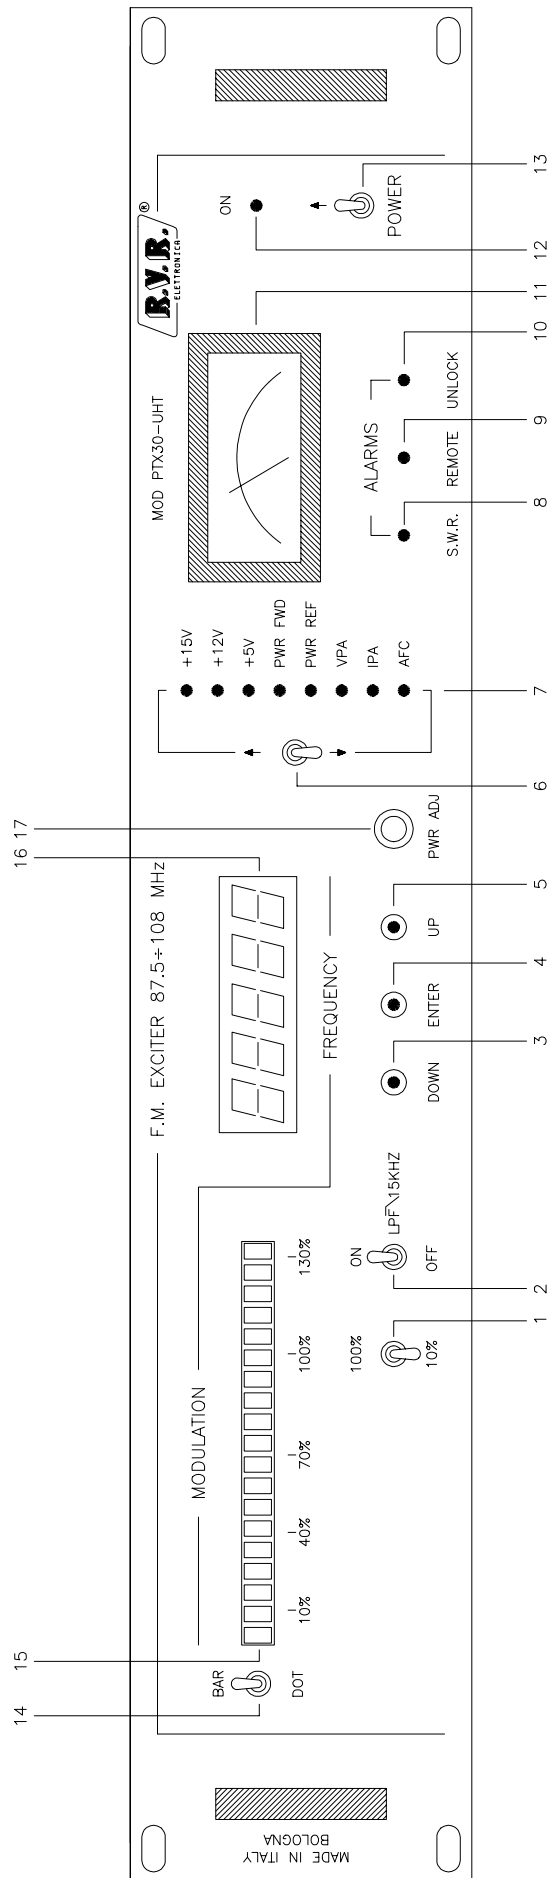 14
15
16
17
F.M. EXCITER 87.5÷108 MHz
MOD PTX30-UHT
R.V.R.®
ELETTRONICA
MODULATION
BAR
DOT
10%
40%
70%
100%
130%
FREQUENCY
+15V
+12V
+5V
PWR FWD
PWR REF
VPA
IPA
AFC
ON
ALARMS
S.W.R.
REMOTE
UNLOCK
POWER
100%
10%
ON
OFF
LPF 15KHZ
DOWN
ENTER
UP
PWR ADJ
MADE IN ITALY
BOLOGNA
1
2
3
4
5
6
7
8
9
10
11
12
13